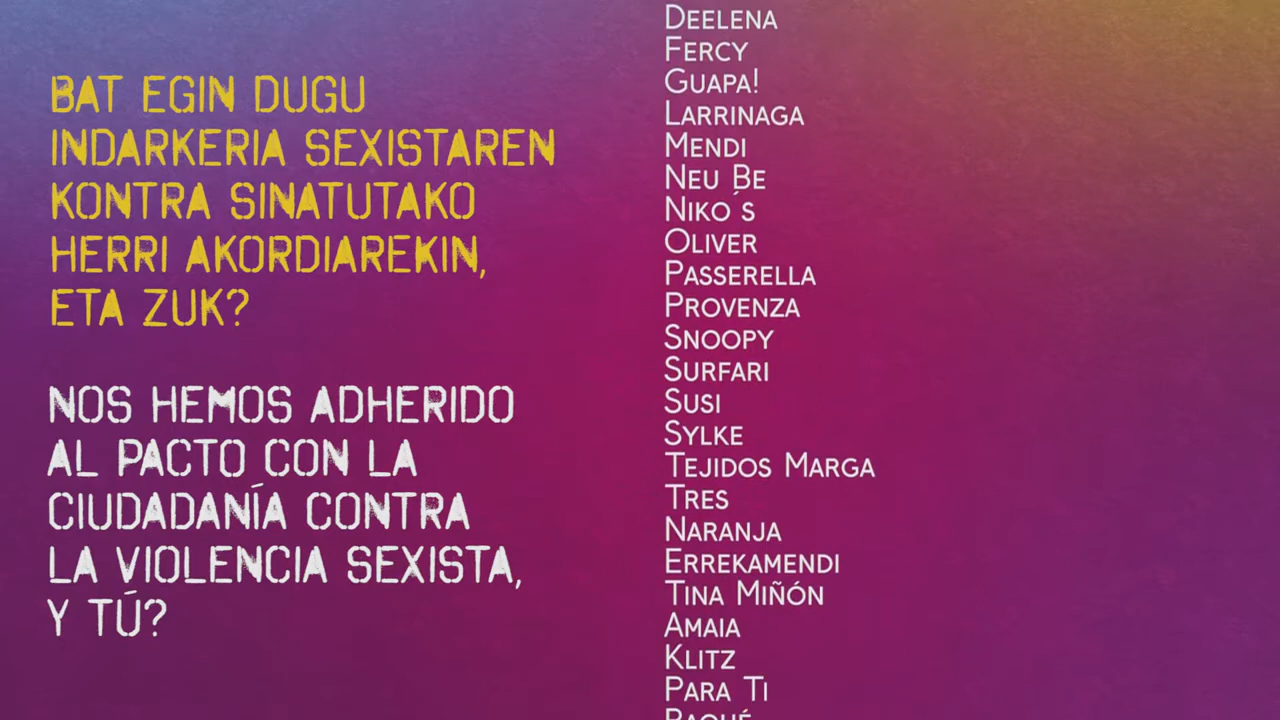 BAT EGIN DUGU
INDARKERIA SEXISTAREN
KONTRA SINATUTAKO
HERRI AKORDIAREKIN,
ETA ZUK?
NOS HEMOS ADHERIDO
AL PACTO CON LA
CIUDADANÍA CONTRA
LA VIOLENCIA SEXISTA,
Y TÚ?
DEELENA
FERCY
GUAPA!
LARRINAGA
MENDI
NEU BE
NIKO´S
OLIVER
PASSERELLA
PROVENZA
SNOOPY
SURFARI
SUSI
SYLKE
TEJIDOS MARGA
TRES
NARANJA
ERREKAMENDI
TINA MIÑÓN
AMAIA
KLITZ
PARA TI